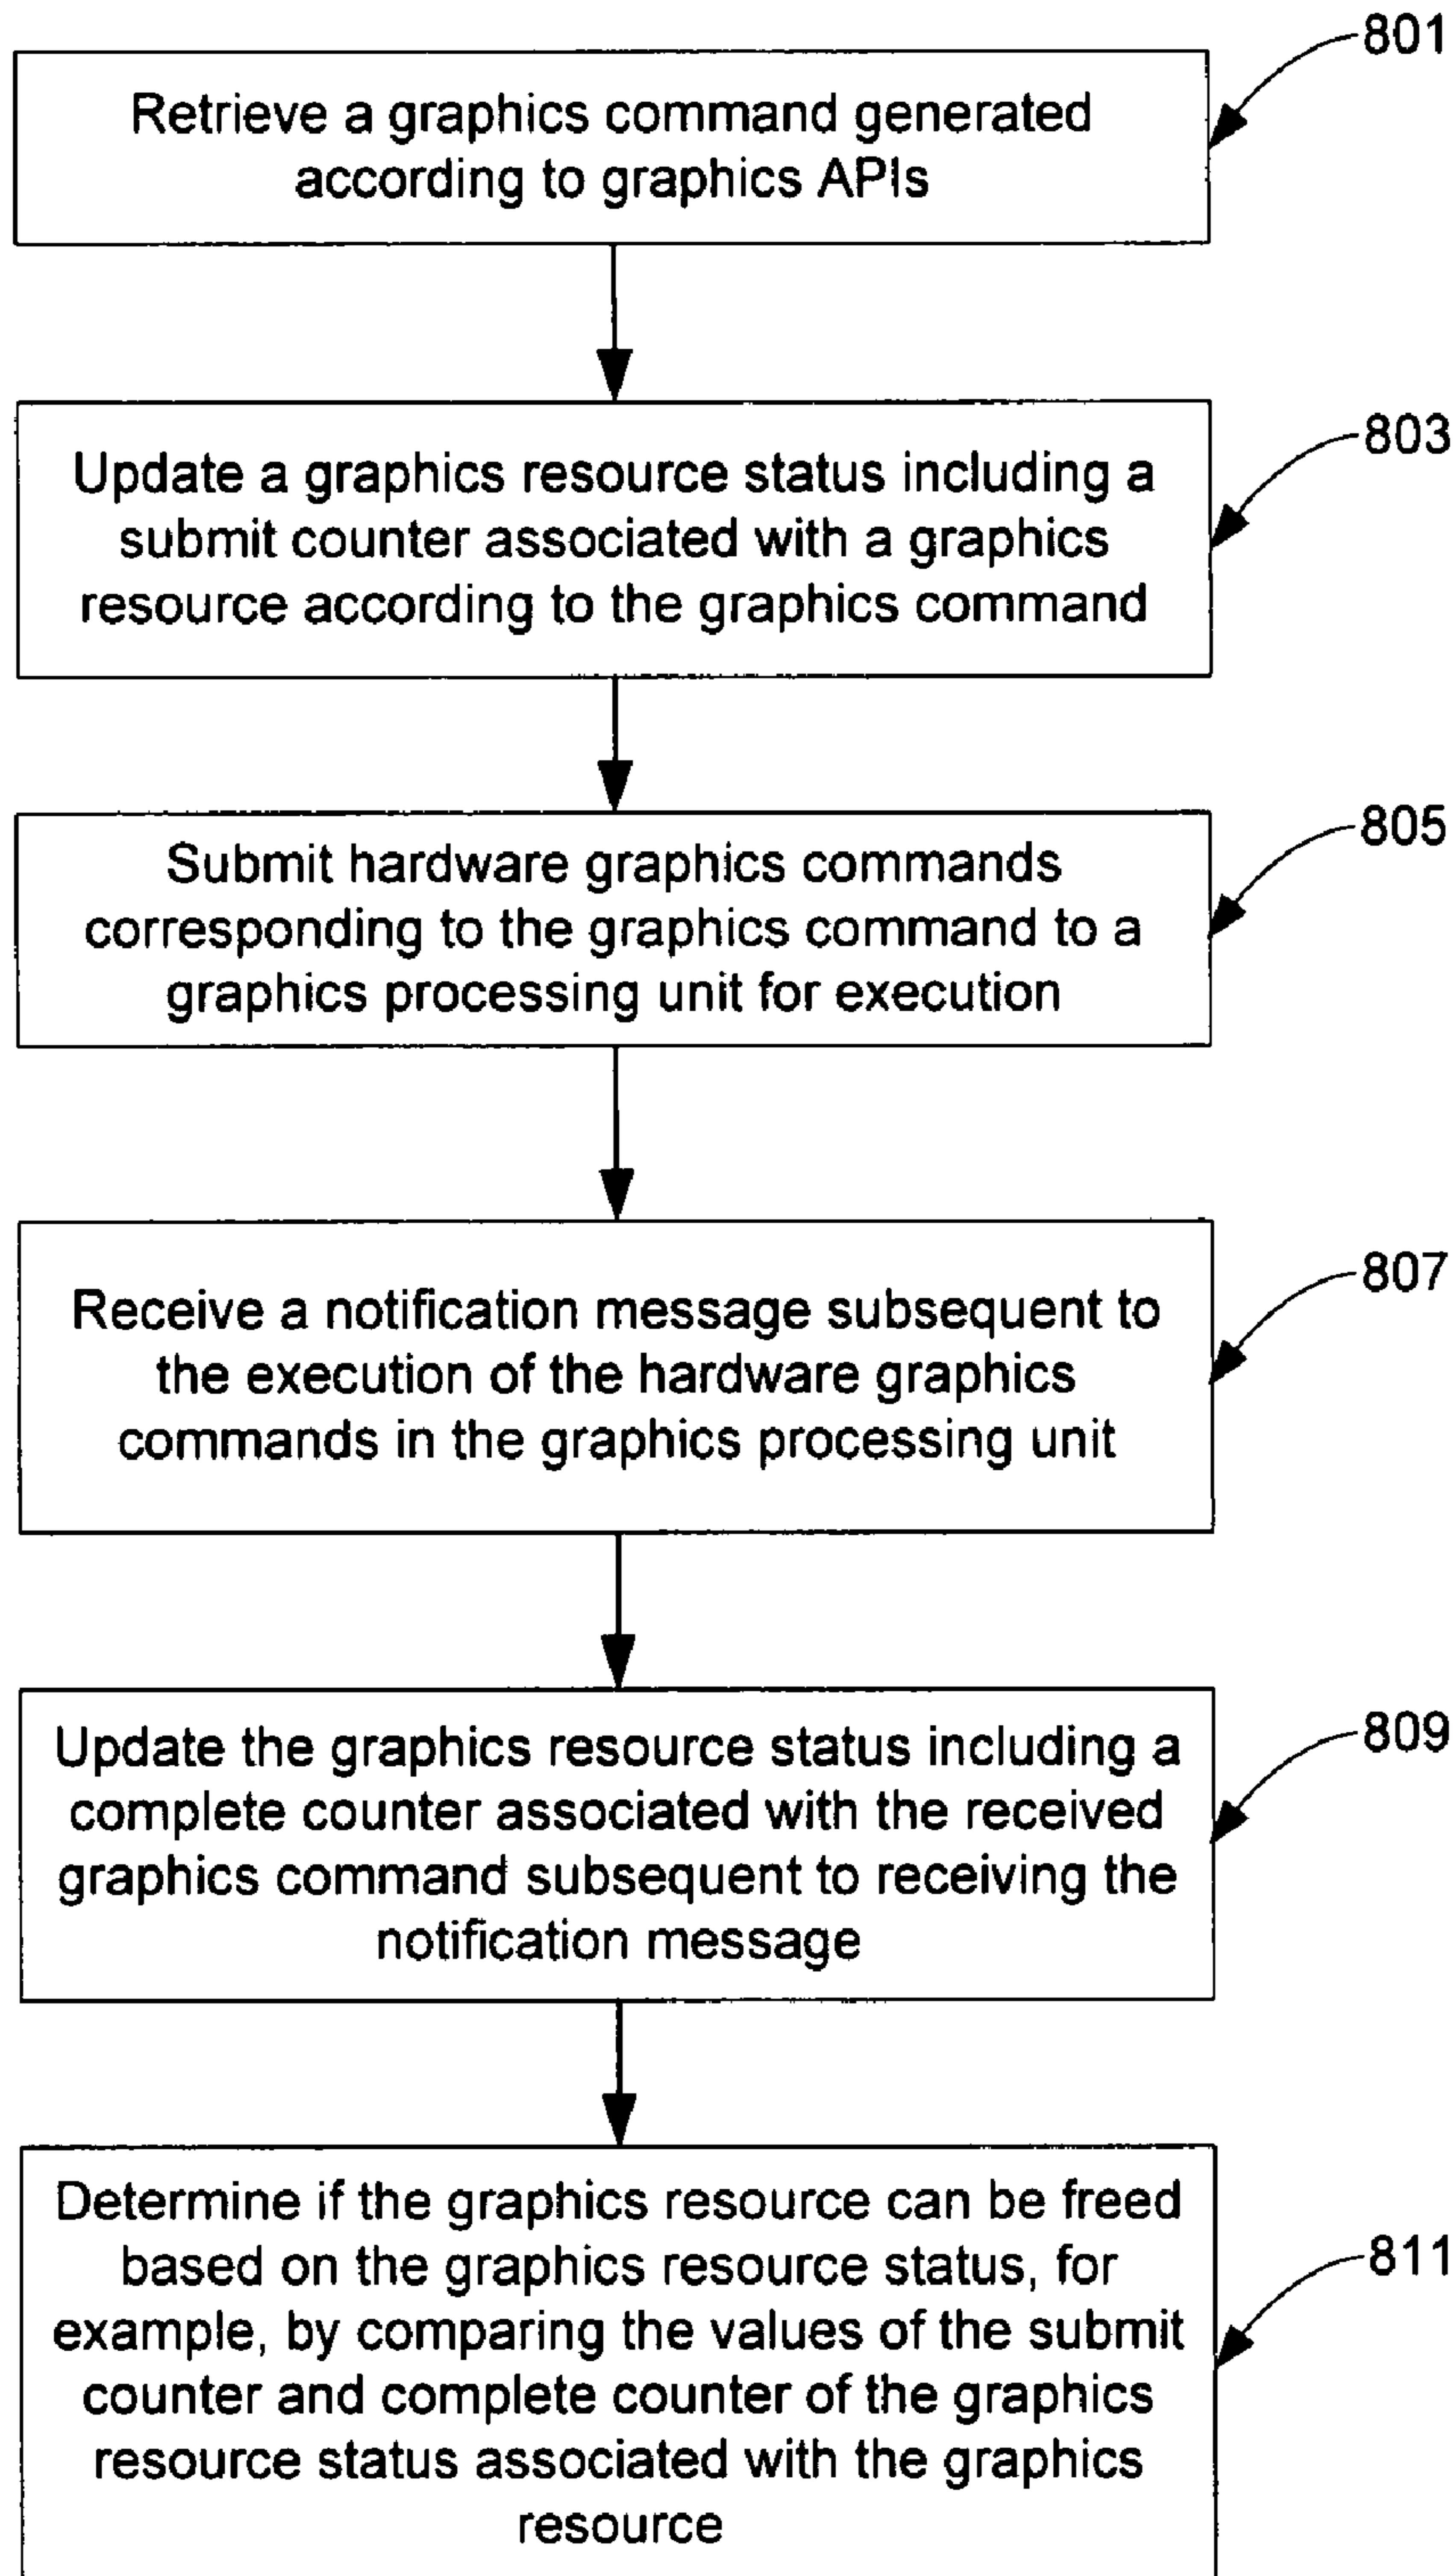 801
Retrieve a graphics command generated
according to graphics APIs
803
Update a graphics resource status including a
submit counter associated with a graphics
resource according to the graphics command
805
Submit hardware graphics commands
corresponding to the graphics command to a
graphics processing unit for execution
807
Receive a notification message subsequent to
the execution of the hardware graphics
commands in the graphics processing unit
809
Update the graphics resource status including a
complete counter associated with the received
graphics command subsequent to receiving the
notification message
811
Determine if the graphics resource can be freed
based on the graphics resource status, for
example, by comparing the values of the submit
counter and complete counter of the graphics
resource status associated with the graphics
resource